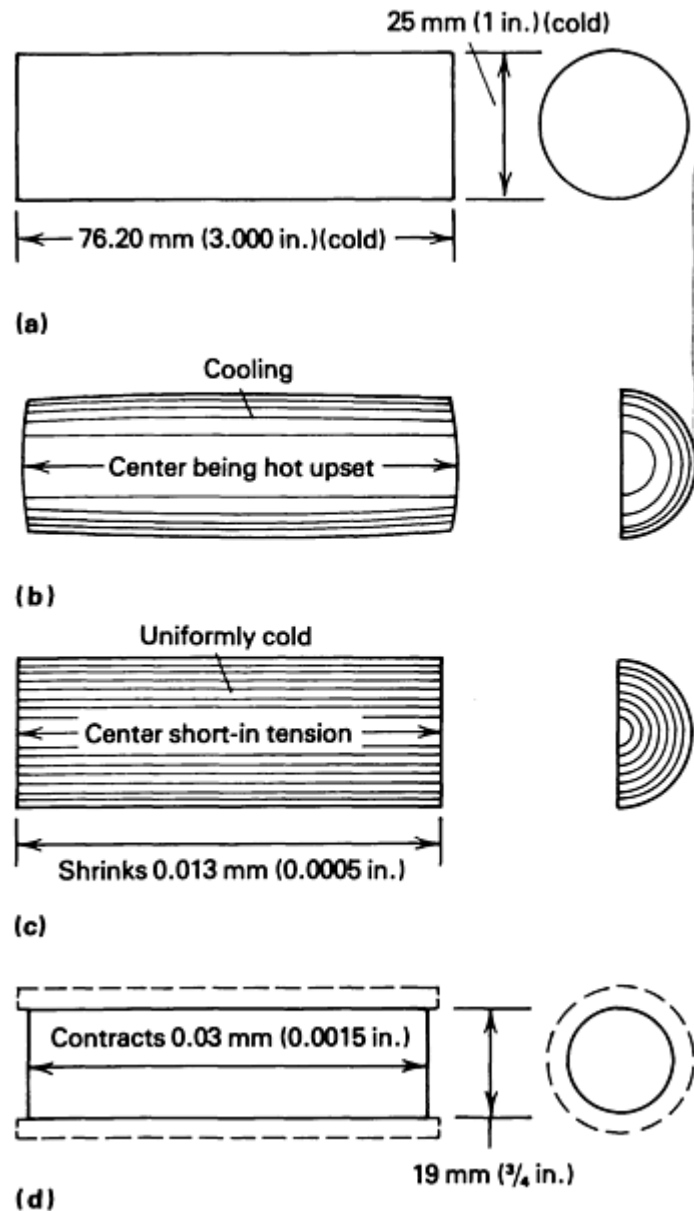 25 mm (1 in.)(cold)
76.20 mm (3.000 in.)(cold)
(a)
Cooling
Center being hot upset
(b)
Uniformly cold
Center short-in tension
Shrinks 0.013 mm (0.0005 in.)
(c)
Contracts 0.03 mm (0.0015 in.)
19 mm (3/4 in.)
(d)